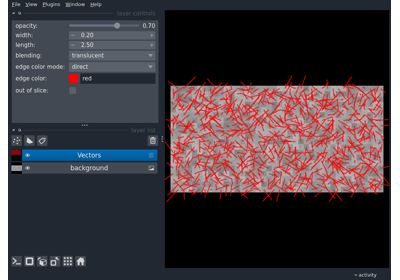 File View Plugins Window Help
layer controls
opacity: 0.70
width: 0.20
length: 2.50
blending: translucent
edge color mode: direct
edge color: red
out of slice:
layer list
Vectors
background
activity